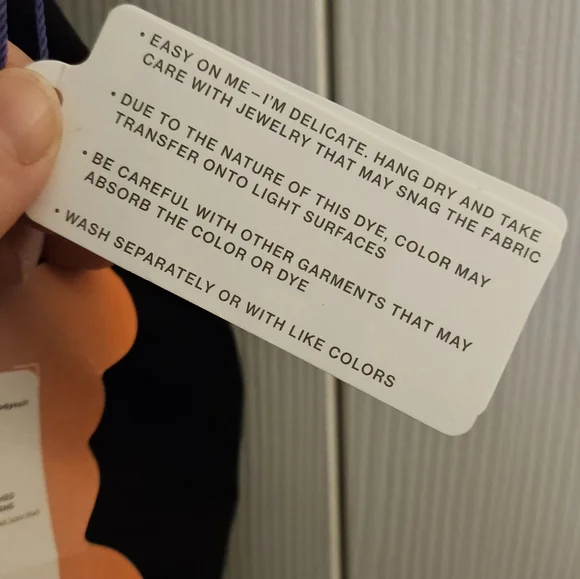 • EASY ON ME–I'M DELICATE. HANG DRY AND TAKE
CARE WITH JEWELRY THAT MAY SNAG THE FABRIC
• DUE TO THE NATURE OF THIS DYE, COLOR MAY
TRANSFER ONTO LIGHT SURFACES
• BE CAREFUL WITH OTHER GARMENTS THAT MAY
ABSORB THE COLOR OR DYE
• WASH SEPARATELY OR WITH LIKE COLORS